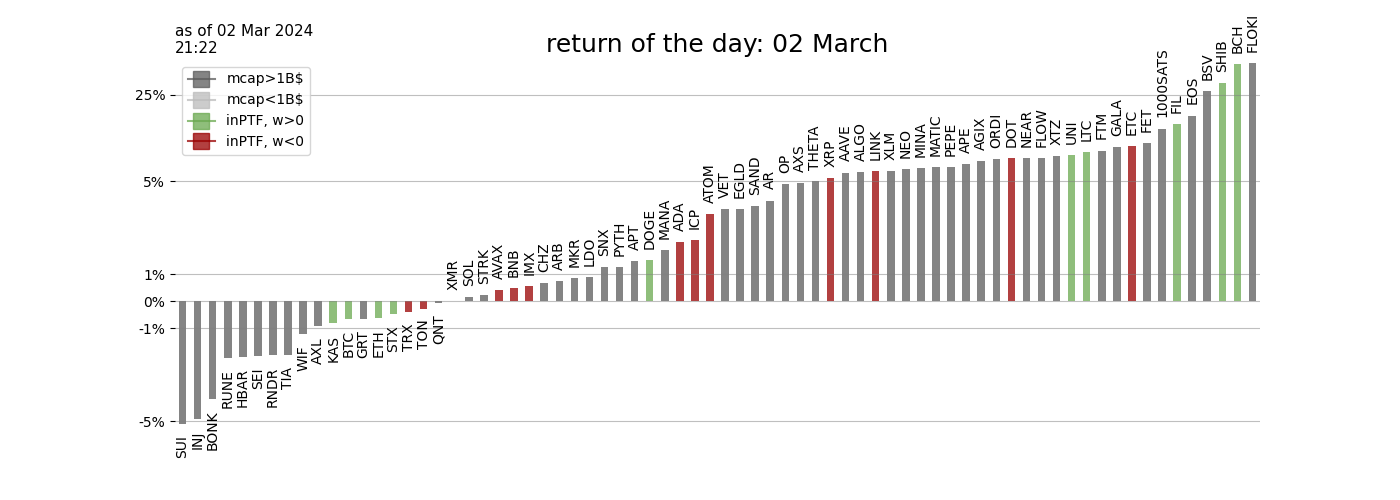 as of 02 Mar 2024
21:22
return of the day: 02 March
mcap>1B$
mcap<1B$
inPTF, w>0
inPTF, w<0
25%
5%
1%
0%
-1%
-5%
SUI
INJ
BONK
RUNE
HBAR
SEI
RNDR
TIA
WIF
AXL
KAS
BTC
GRT
ETH
STX
TRX
TON
QNT
XMR
SOL
STRK
AVAX
BNB
IMX
CHZ
ARB
MKR
LDO
SNX
PYTH
APT
DOGE
MANA
ADA
ICP
ATOM
VET
EGLD
SAND
AR
OP
AXS
THETA
XRP
AAVE
ALGO
LINK
XLM
NEO
MINA
MATIC
PEPE
APE
AGIX
ORDI
DOT
NEAR
FLOW
XTZ
UNI
LTC
FTM
GALA
ETC
FET
1000SATS
FIL
EOS
BSV
SHIB
BCH
FLOKI